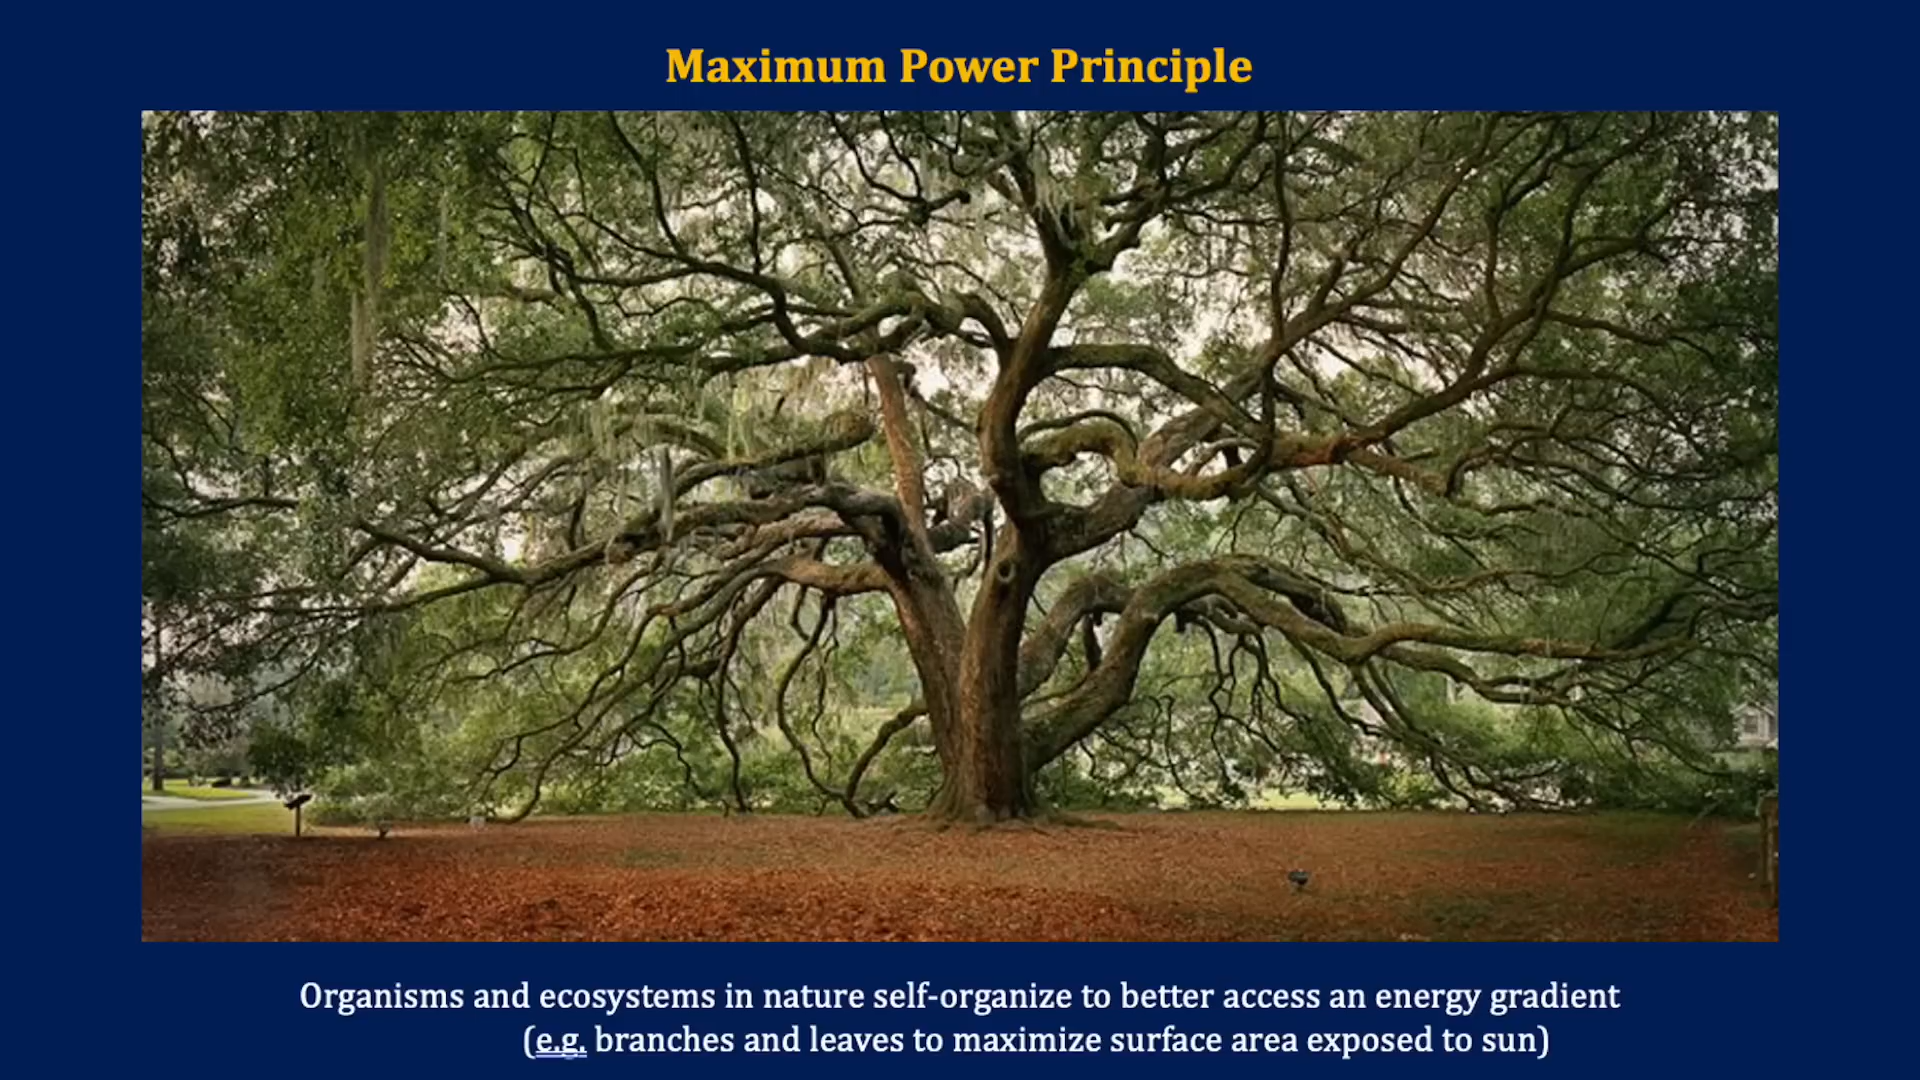 Maximum Power Principle
Organisms and ecosystems in nature self-organize to better access an energy gradient
(e.g. branches and leaves to maximize surface area exposed to sun)